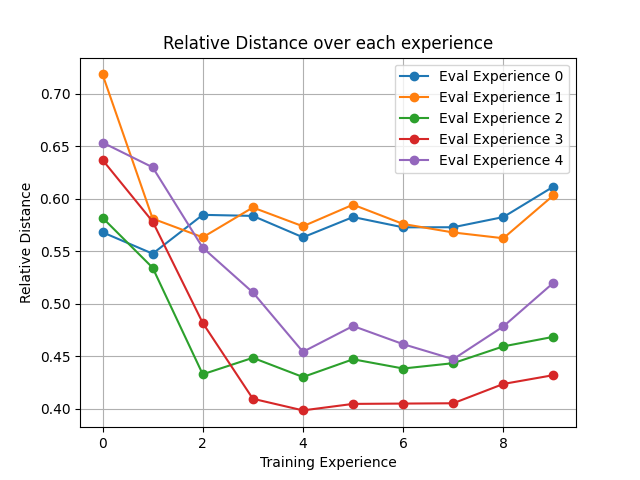 Relative Distance over each experience
Eval Experience 0
Eval Experience 1
Eval Experience 2
Eval Experience 3
Eval Experience 4
0.70
0.65
0.60
0.55
0.50
0.45
0.40
Relative Distance
0 2 4 6 8
Training Experience